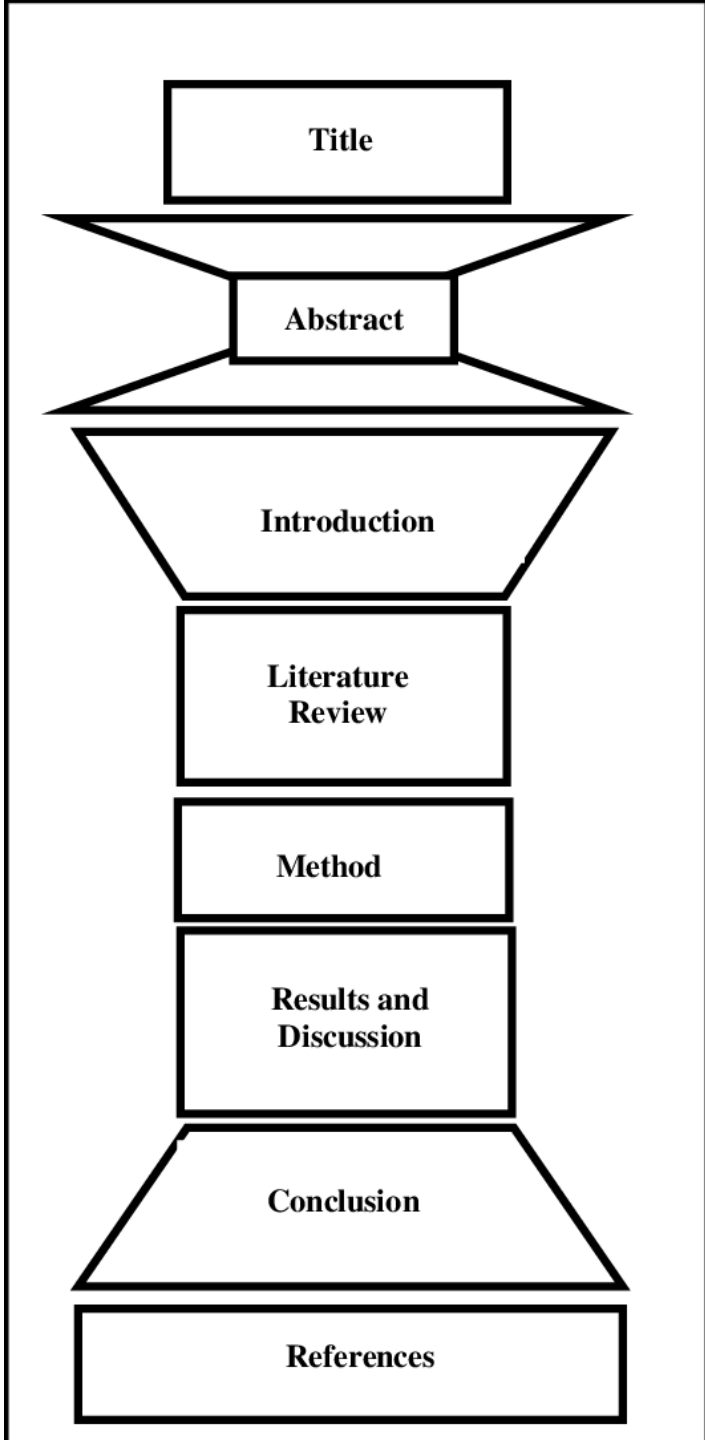 Title
Abstract
Introduction
Literature
Review
Method
Results and
Discussion
Conclusion
References